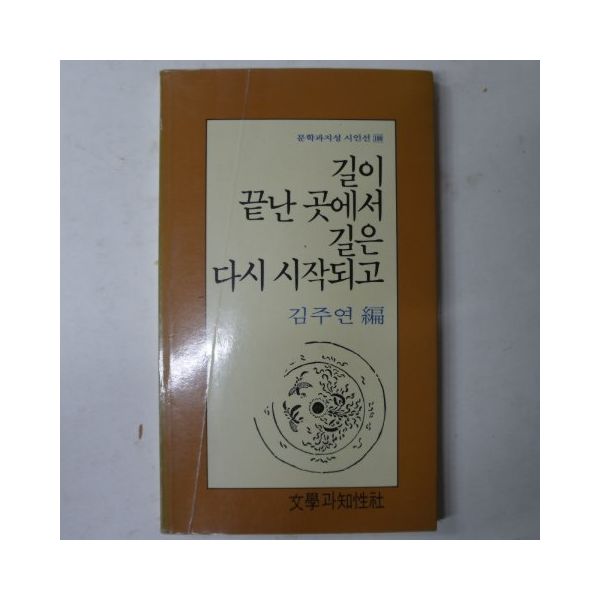 문학과지성 시인선 100
길이
끝난 곳에서
길은
다시 시작되고
김주연 編
文學과知性社